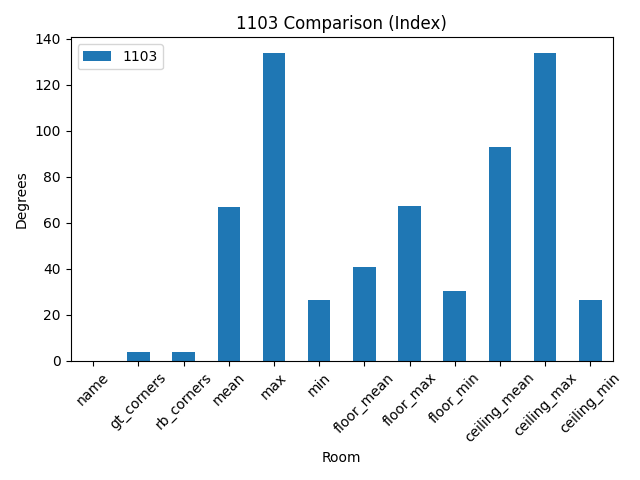 1103 Comparison (Index)
1103
140
120
100
80
60
40
20
0
Degrees
name
gt_corners
rb_corners
mean
max
min
floor_mean
floor_max
floor_min
ceiling_mean
ceiling_max
ceiling_min
Room